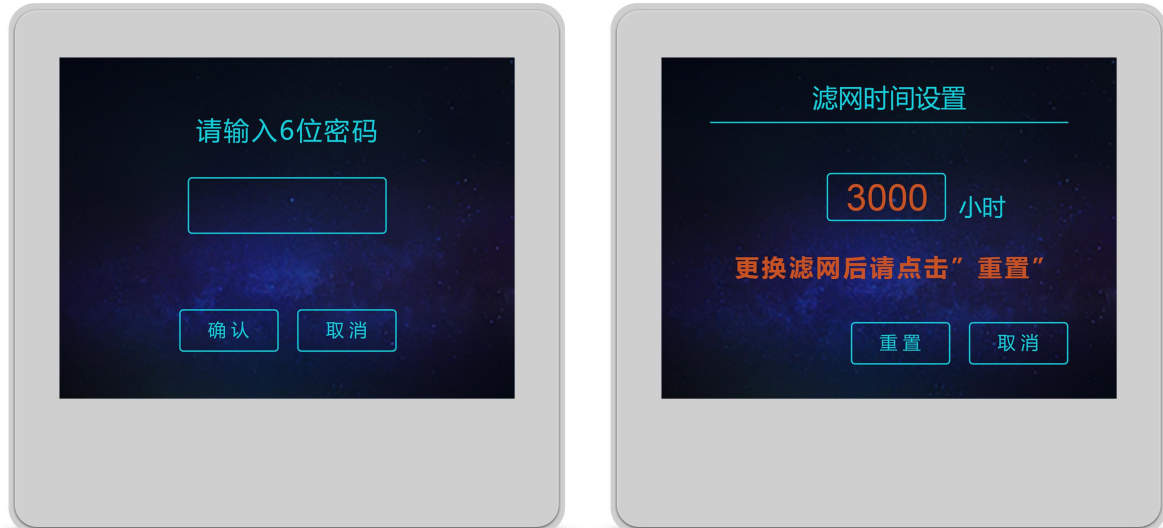 请输入6位密码
确认
取消
滤网时间设置
3000 小时
更换滤网后请点击”重置”
重置
取消